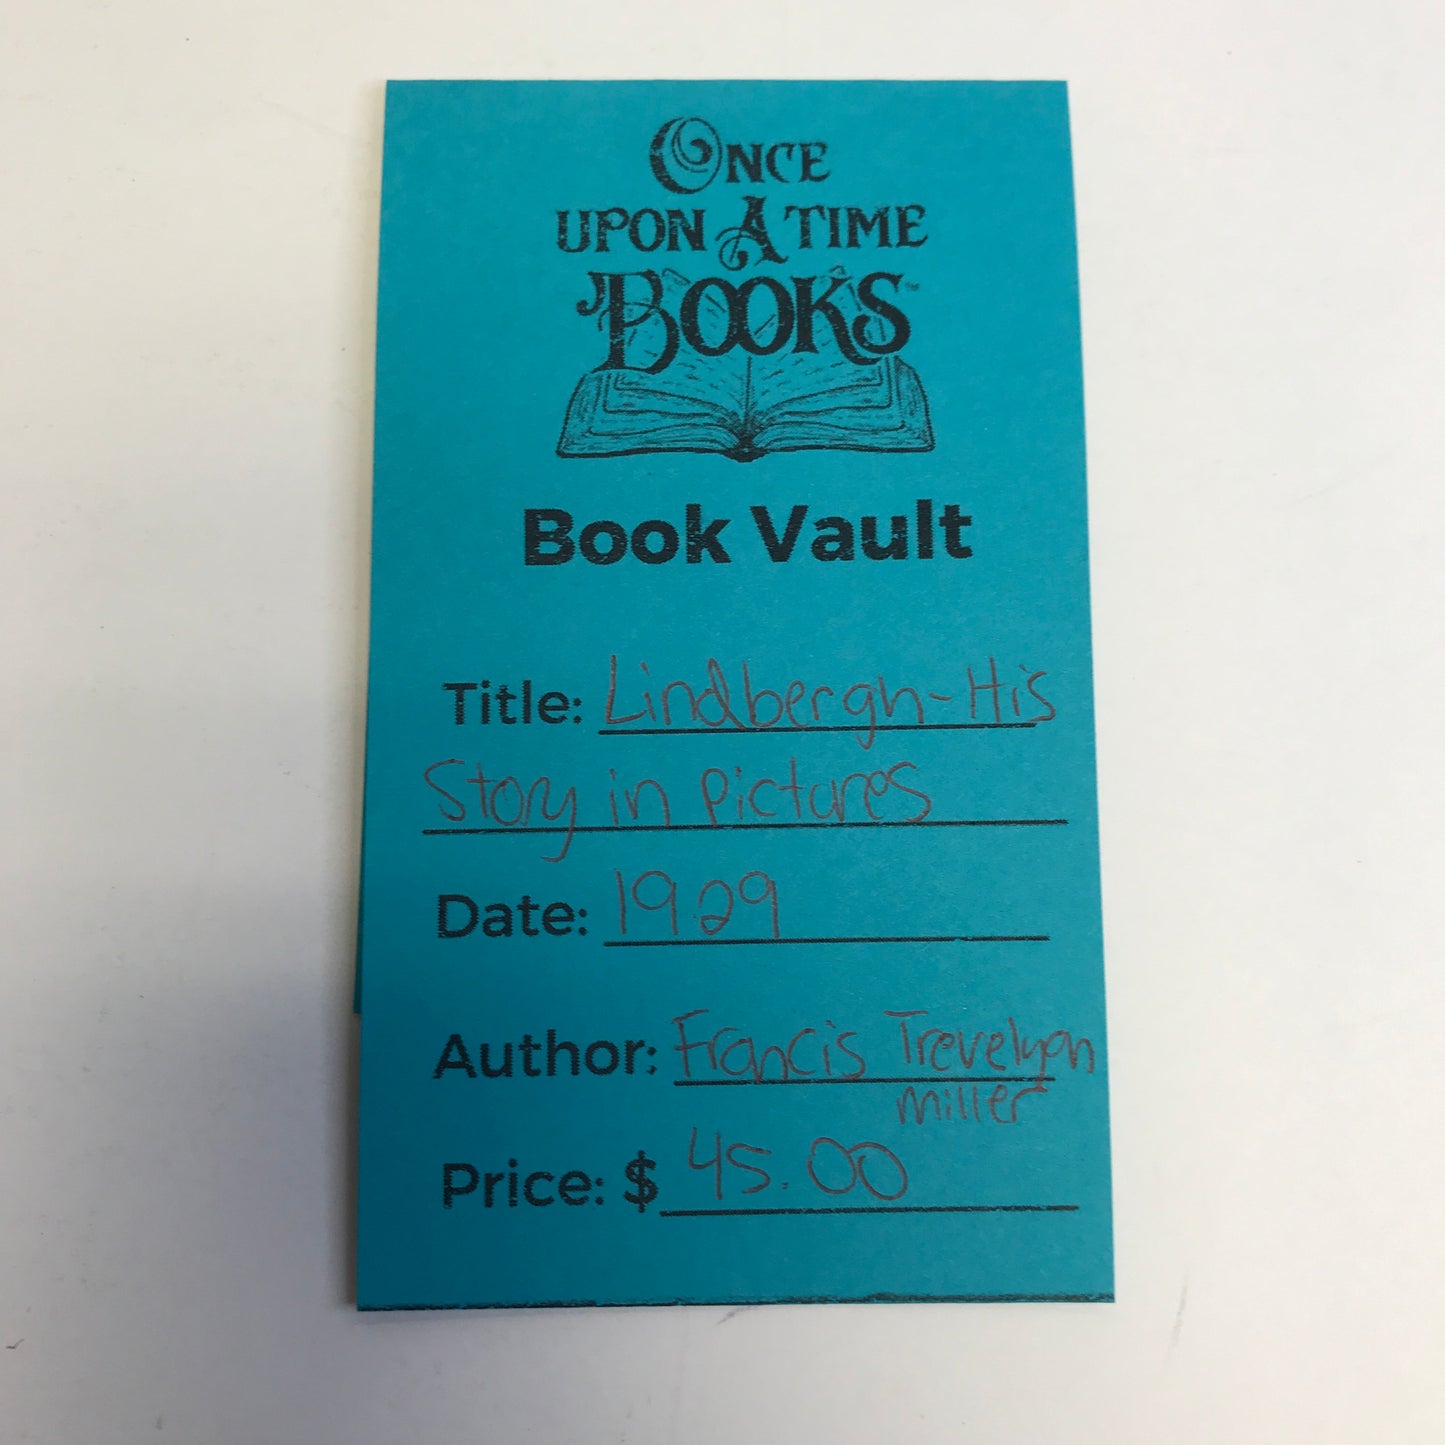 ONCE
UPON A TIME
BOOKS™
Book Vault
Title: Lindbergh-His
Story in Pictures
Date: 1929
Author: Francis Trevelyan
Miller
Price: $ 45.00